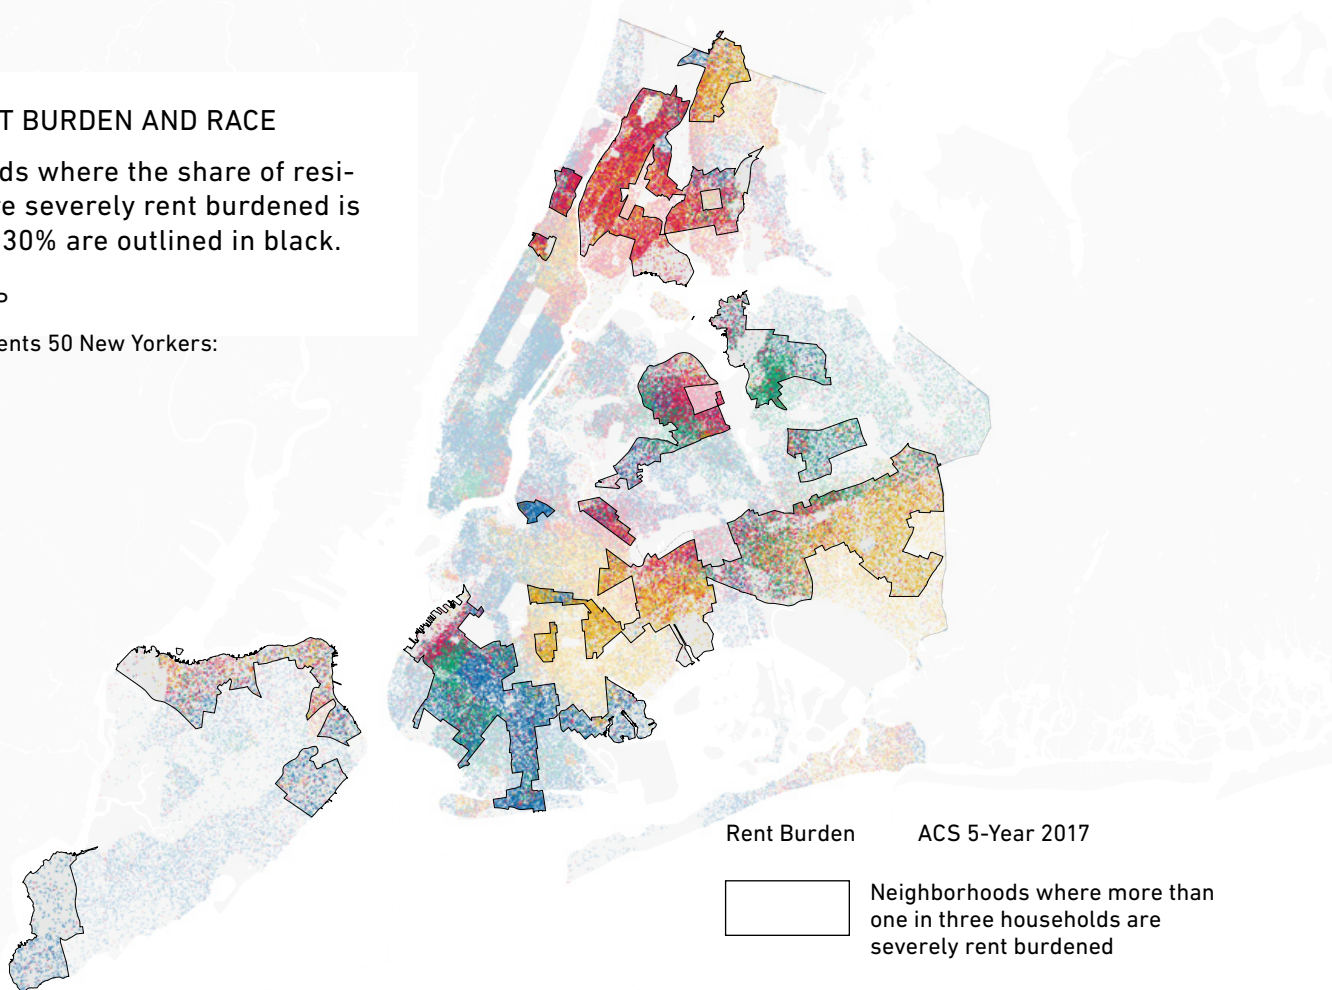 T BURDEN AND RACE
ds where the share of resi-
e severely rent burdened is
30% are outlined in black.
P
ents 50 New Yorkers:
Rent Burden ACS 5-Year 2017
Neighborhoods where more than
one in three households are
severely rent burdened